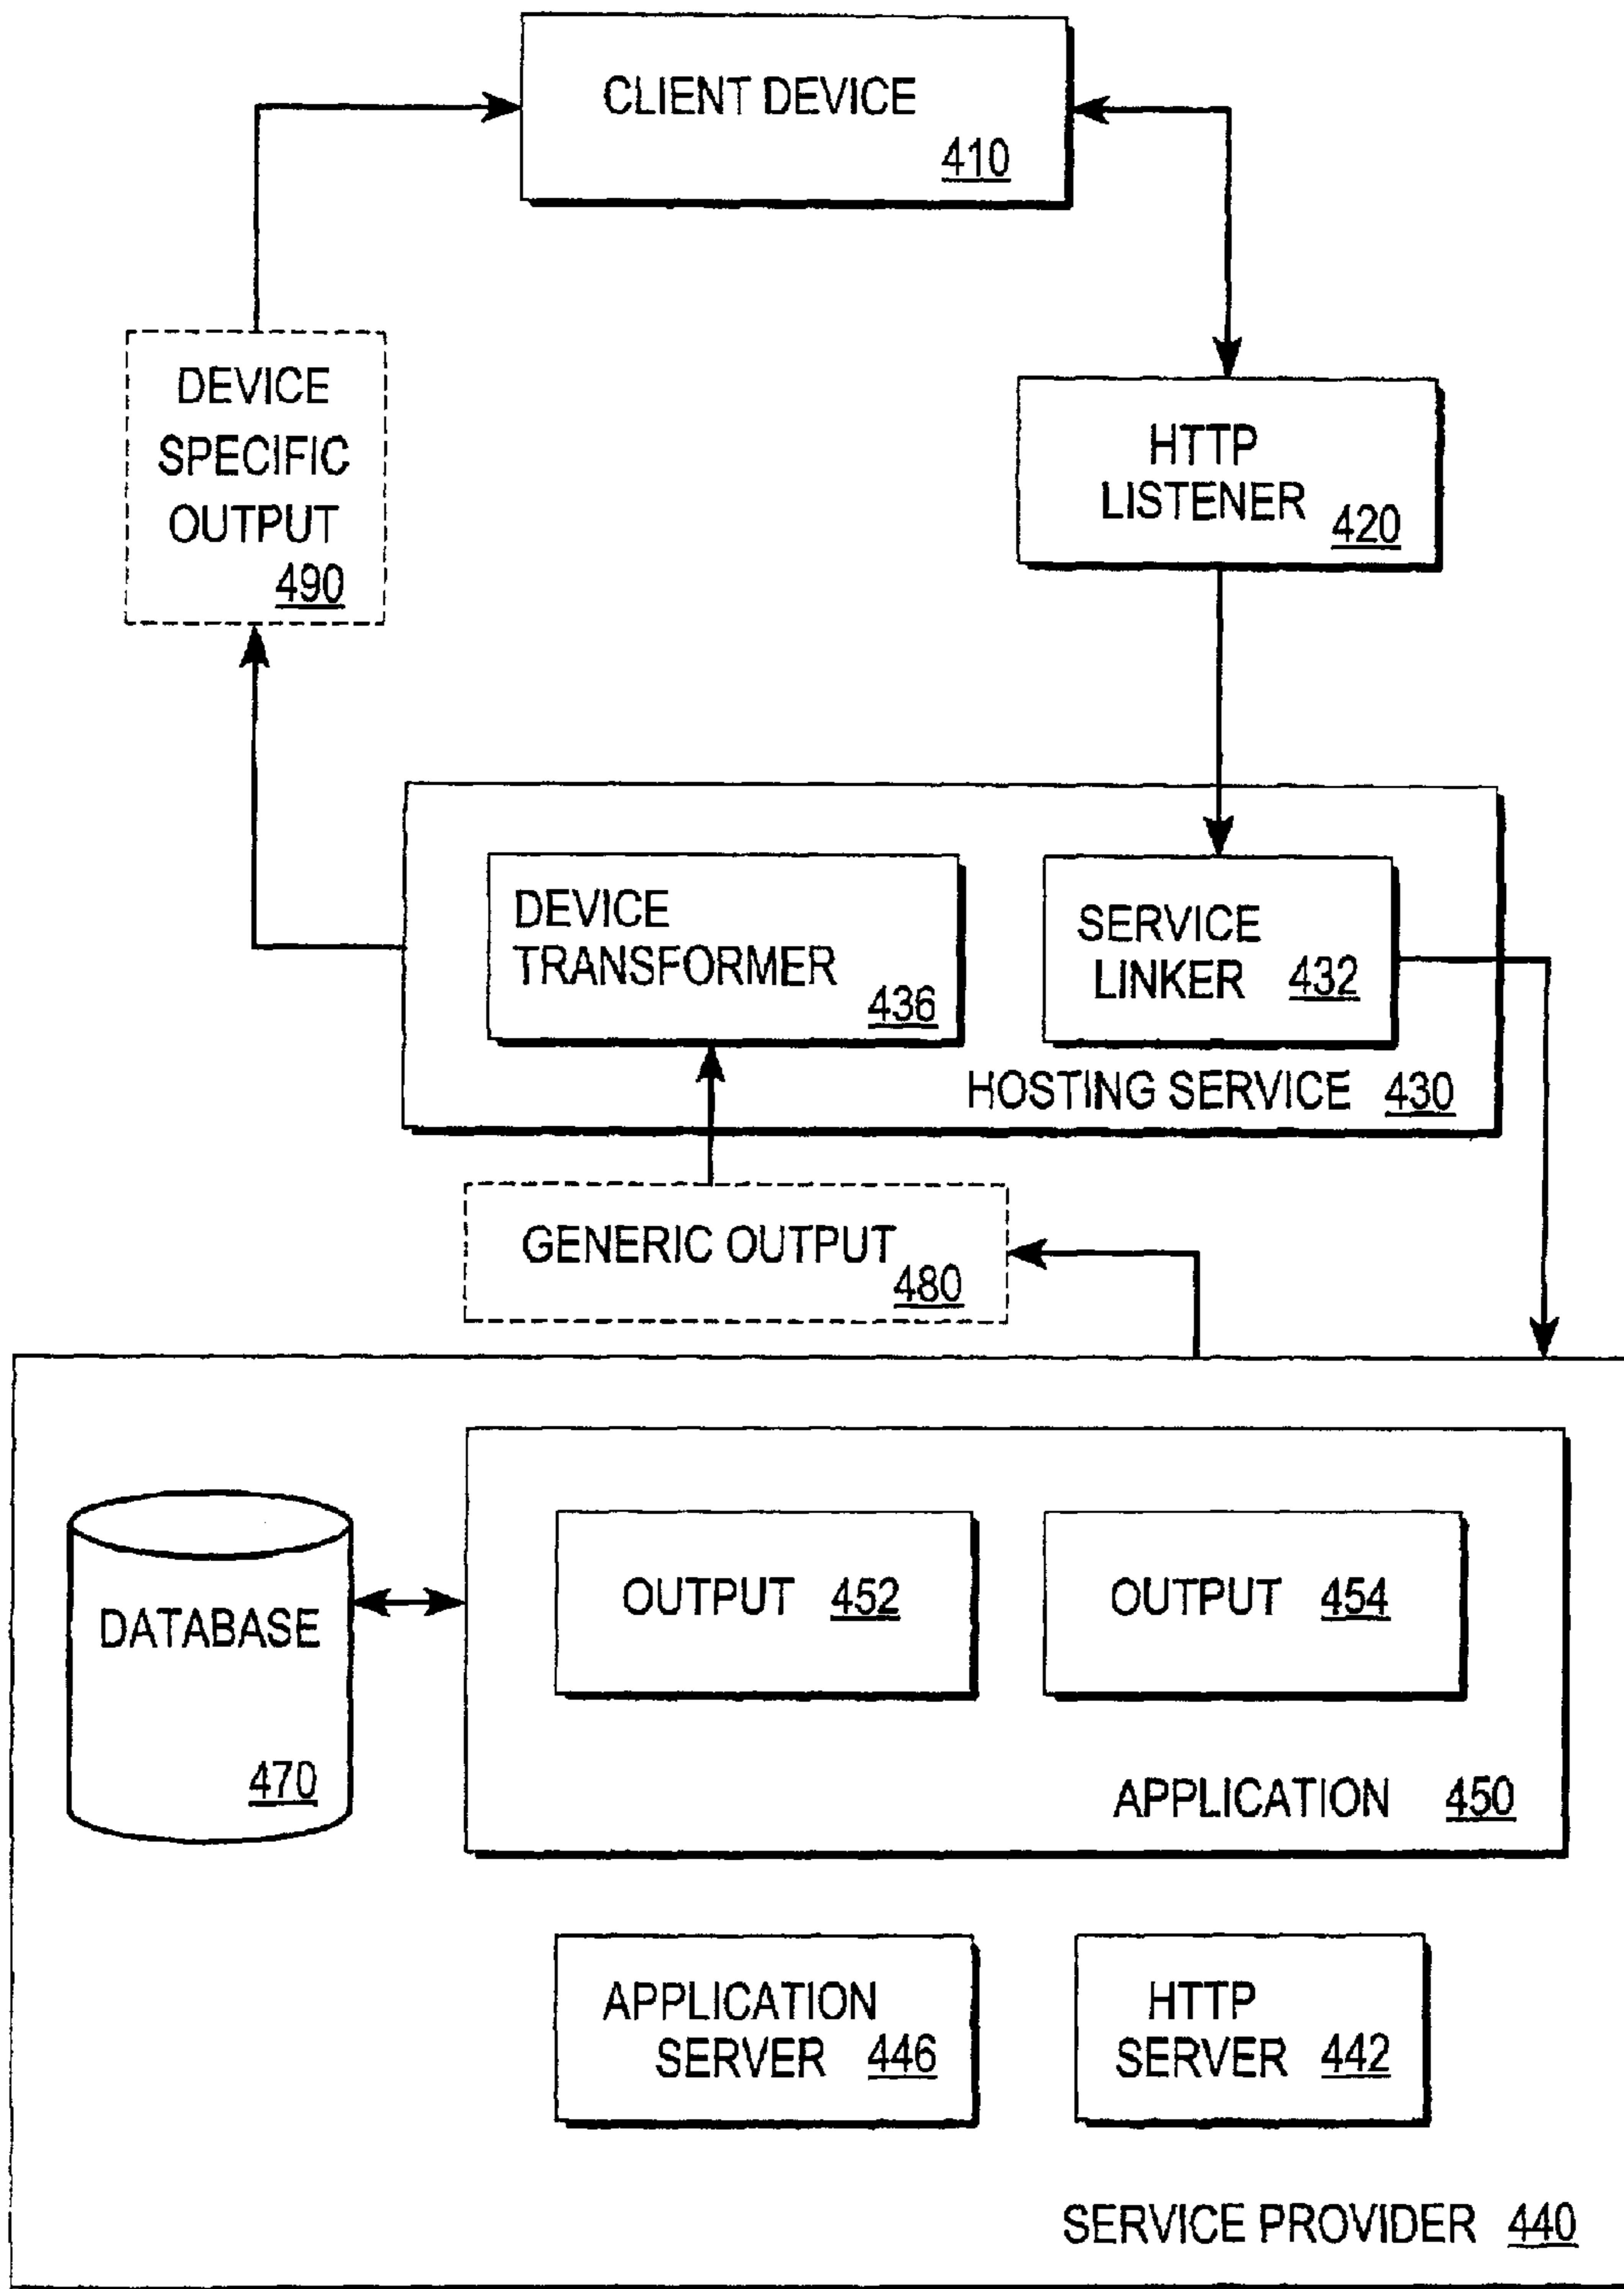 CLIENT DEVICE
410
DEVICE
SPECIFIC
OUTPUT
490
HTTP
LISTENER 420
DEVICE
TRANSFORMER
436
SERVICE
LINKER 432
HOSTING SERVICE 430
GENERIC OUTPUT
480
DATABASE
470
OUTPUT 452
OUTPUT 454
APPLICATION 450
APPLICATION
SERVER 446
HTTP
SERVER 442
SERVICE PROVIDER 440